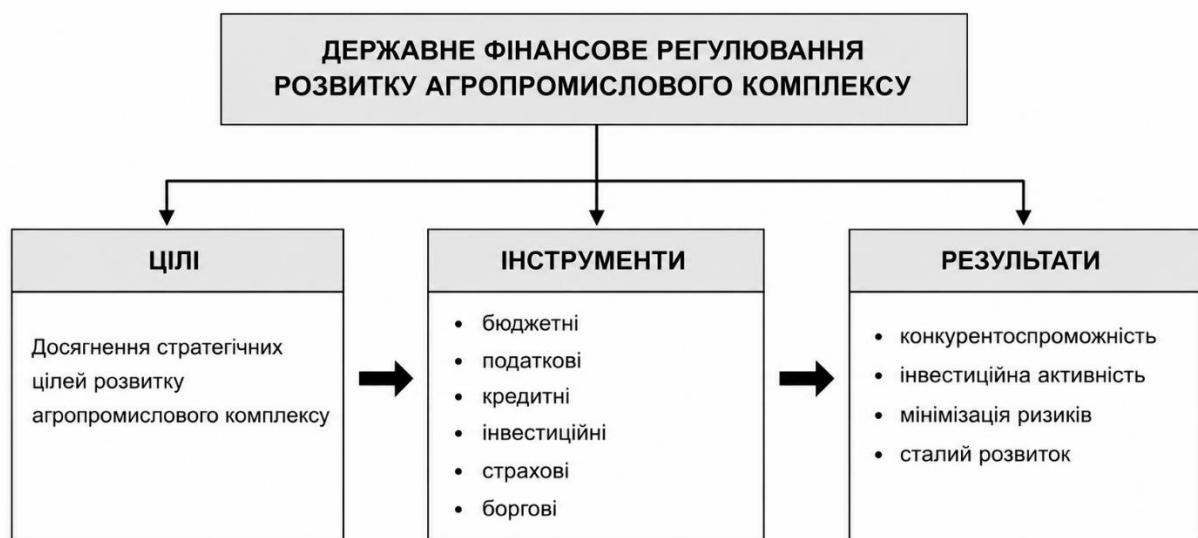 ДЕРЖАВНЕ ФІНАНСОВЕ РЕГУЛЮВАННЯ
РОЗВИТКУ АГРОПРОМИСЛОВОГО КОМПЛЕКСУ
ЦІЛІ
Досягнення стратегічних
цілей розвитку
агропромислового комплексу
ІНСТРУМЕНТИ
• бюджетні
• податкові
• кредитні
• інвестиційні
• страхові
• боргові
РЕЗУЛЬТАТИ
• конкурентоспроможність
• інвестиційна активність
• мінімізація ризиків
• сталий розвиток